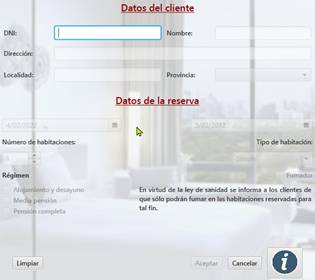 Datos del cliente
DNI: Nombre:
Dirección:
Localidad: Provincia:
Datos de la reserva
4/02/2022 5/02/2022
Número de habitaciones: Tipo de habitación:
Régimen Fumador
Alojamiento y desayuno
Media pensión
Pensión completa
En virtud de la ley de sanidad se informa a los clientes de
que sólo podrán fumar en las habitaciones reservadas para
tal fin.
Limpiar Aceptar Cancelar i